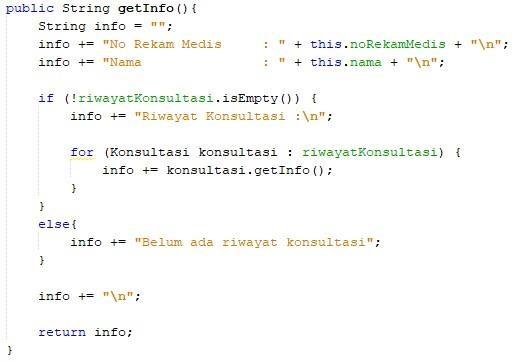 public String getInfo(){
    String info = "";
    info += "No Rekam Medis     : " + this.noRekamMedis + "\n";
    info += "Nama               : " + this.nama + "\n";

    if (!riwayatKonsultasi.isEmpty()) {
        info += "Riwayat Konsultasi :\n";

        for (Konsultasi konsultasi : riwayatKonsultasi) {
            info += konsultasi.getInfo();
        }
    }
    else{
        info += "Belum ada riwayat konsultasi";
    }

    info += "\n";

    return info;
}